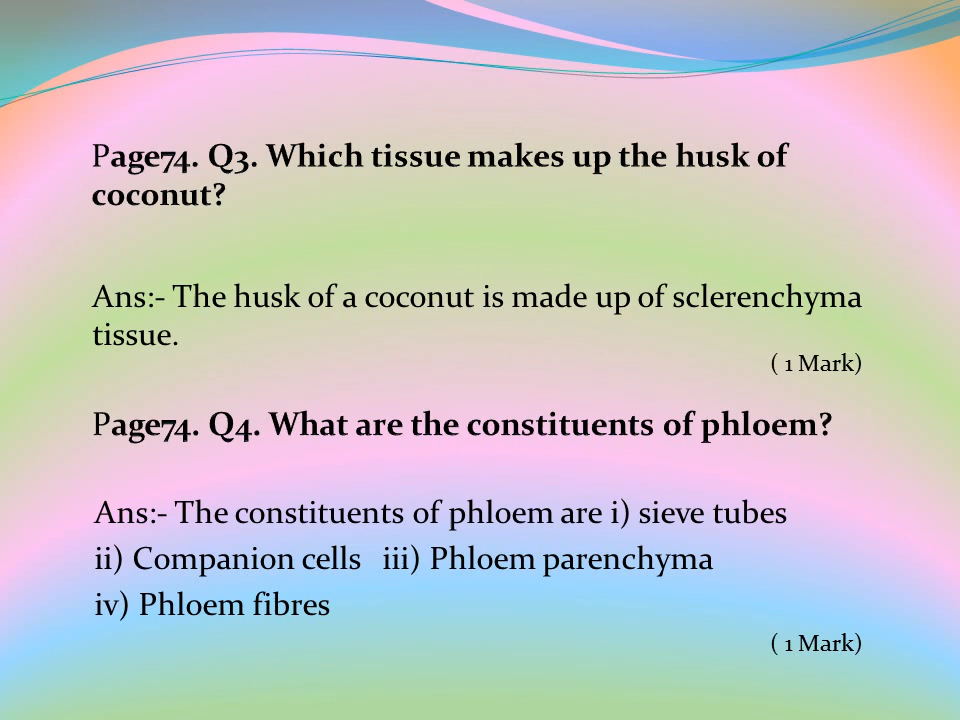 Page74. Q3. Which tissue makes up the husk of
coconut?
Ans:- The husk of a coconut is made up of sclerenchyma
tissue.
( 1 Mark)
Page74. Q4. What are the constituents of phloem?
Ans:- The constituents of phloem are i) sieve tubes
ii) Companion cells   iii) Phloem parenchyma
iv) Phloem fibres
( 1 Mark)